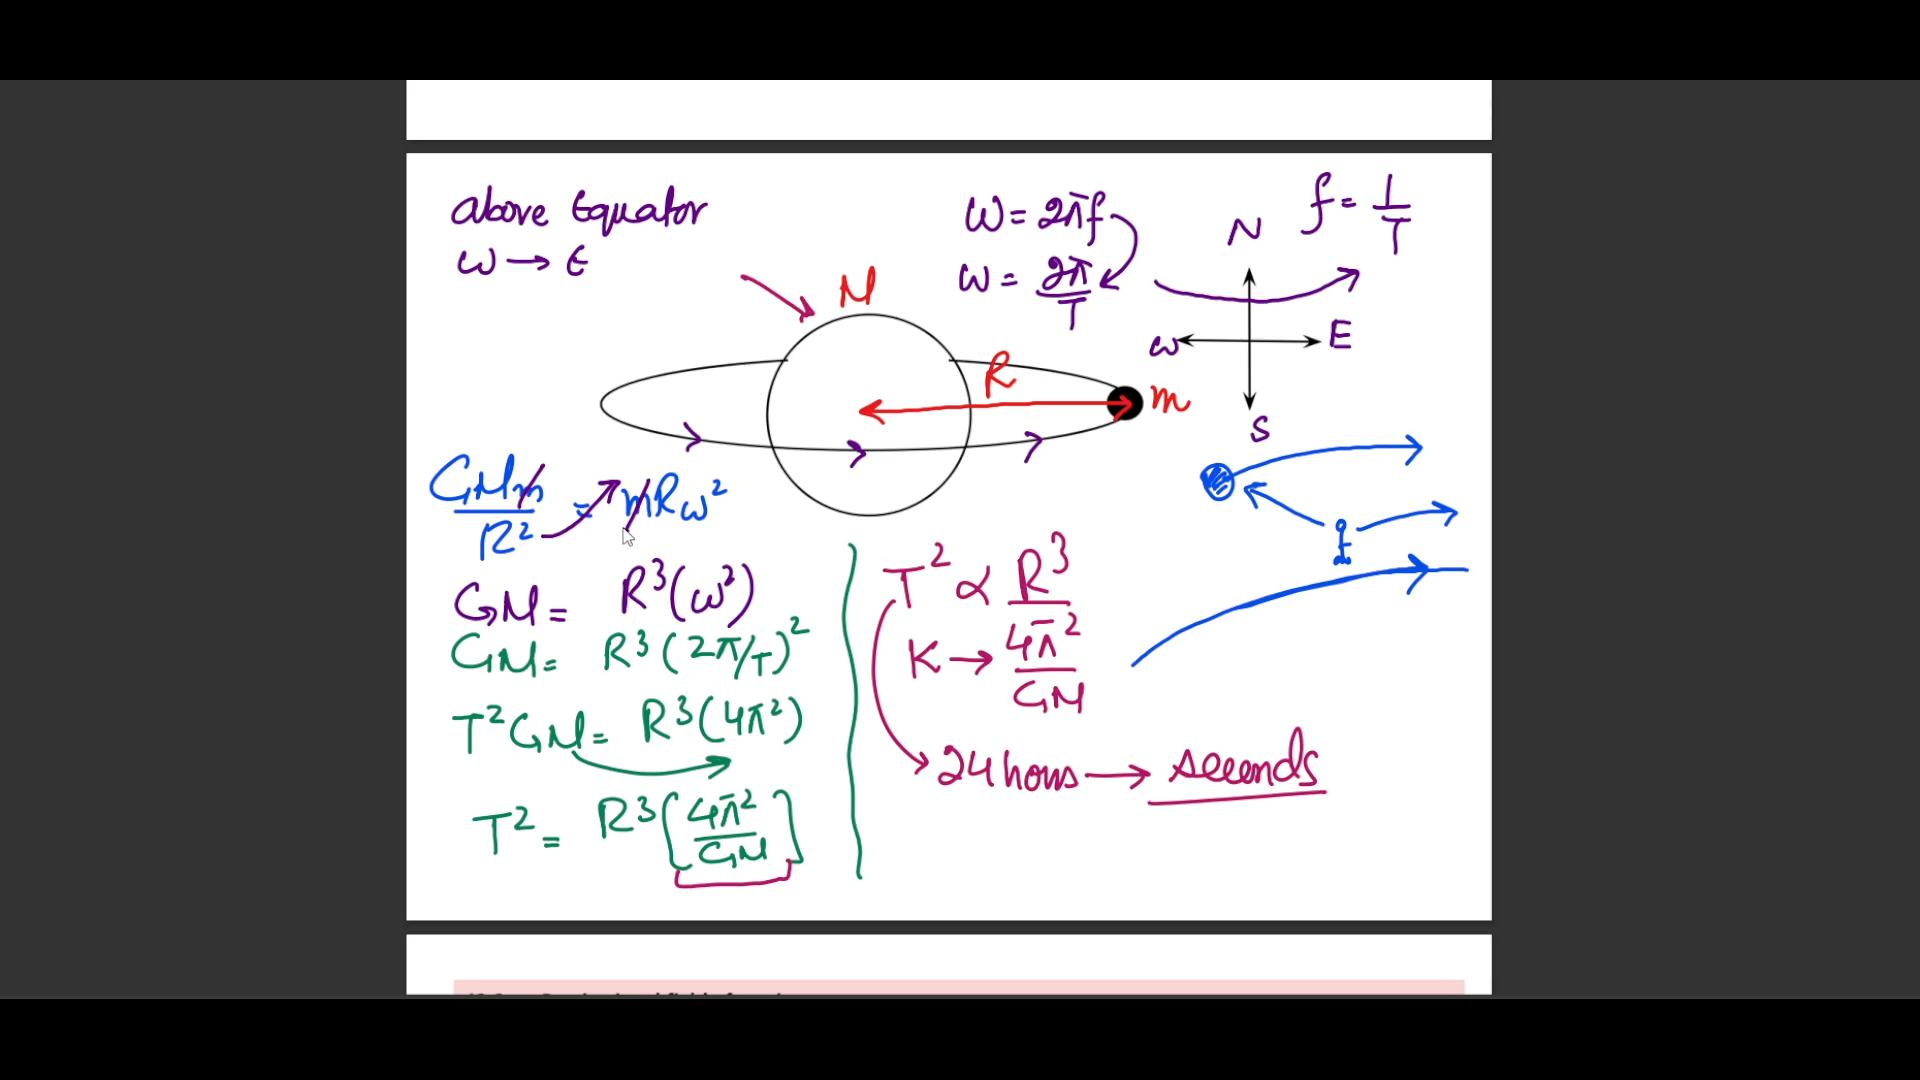 above Equator
W → E
ω = 2πf
ω = 2π/T
f = 1/T
N
W
E
S
M
R
m
GMm/R² = mRω²
GM = R³(ω²)
GM = R³(2π/T)²
T²GM = R³(4π²)
T² = R³[4π²/GM]
T² ∝ R³
K → 4π²/GM
24 hours → seconds